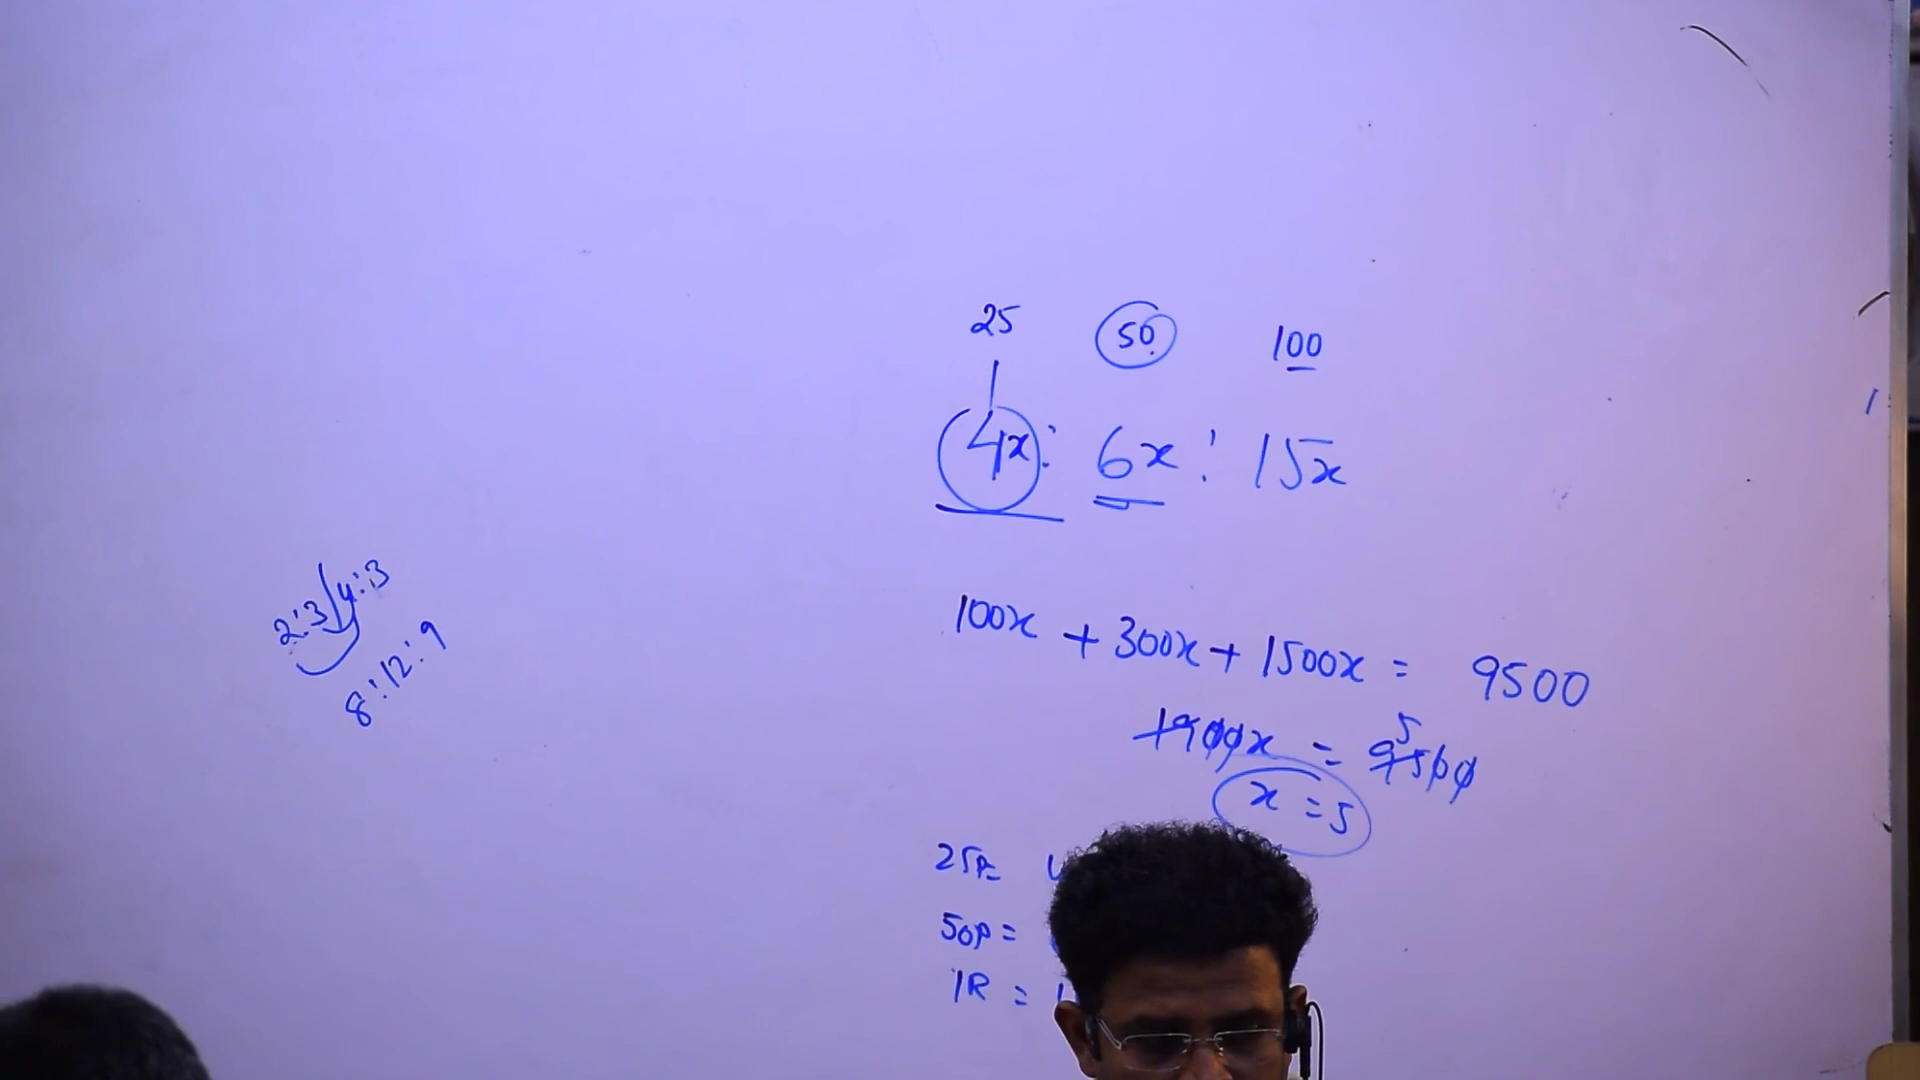 25 50 100
4x : 6x : 15x
2:3 4:3
8:12:9
100x + 300x + 1500x = 9500
1900x = 9500 5
x = 5
25P=
50P =
1R =